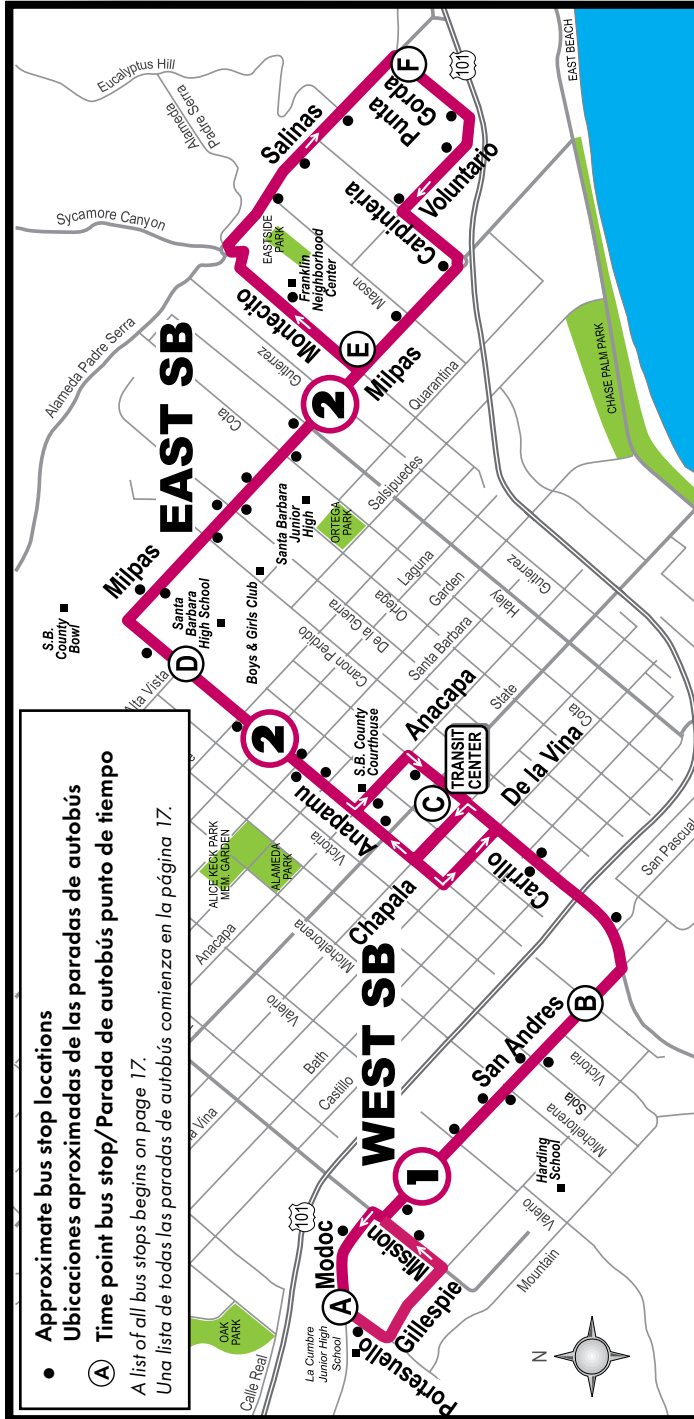 ● Approximate bus stop locations
Ubicaciones aproximadas de las paradas de autobús
A Time point bus stop/Parada de autobús punto de tiempo
A list of all bus stops begins on page 17.
Una lista de todas las paradas de autobús comienza en la página 17.
EAST SB
WEST SB
1
2
2
A
B
C
D
E
F
TRANSIT
CENTER
Modoc
Mission
Gillespie
Portesuello
San Andres
Carrillo
De la Vina
Chapala
Anapamu
Anacapa
Milpas
Milpas
Montecito
Salinas
Punta
Gorda
Voluntario
Carpinteria
La Cumbre
Junior High
School
Harding
School
S.B. County
Courthouse
Boys & Girls Club
Santa
Barbara
High School
Santa Barbara
Junior
High
S.B.
County
Bowl
Franklin
Neighborhood
Center
EASTSIDE
PARK
ORTEGA
PARK
ALICE KECK PARK
MEM. GARDEN
ALAMEDA
PARK
OAK
PARK
CHASE PALM PARK
EAST BEACH
101
101
Calle Real
Eucalyptus Hill
Alameda
Padre Serra
Sycamore Canyon
Alameda Padre Serra
Alta Vista
Mason
Gutierrez
Cota
Quarantina
Salsipuedes
Canon Perdido
De la Guerra
Ortega
Laguna
Garden
Santa Barbara
Haley
Gutierrez
State
Cota
San Pascual
Victoria
Micheltorena
Anacapa
Valerio
Bath
Castillo
Vina
Victoria
Sola
Micheltorena
Valerio
Mountain
N